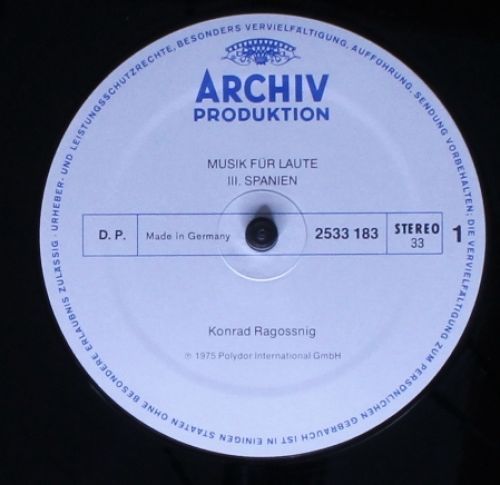 URHEBER- UND LEISTUNGSSCHUTZRECHTE, BESONDERS VERVIELFÄLTIGUNG, AUFFÜHRUNG, SENDUNG VORBEHALTEN; DIE VERVIELFÄLTIGUNG ZUM PERSÖNLICHEN GEBRAUCH IST IN EINIGEN STAATEN OHNE BESONDERE ERLAUBNIS ZULÄSSIG ·
ARCHIV
PRODUKTION
MUSIK FÜR LAUTE
III. SPANIEN
D. P. Made in Germany 2533 183 STEREO 33 1
Konrad Ragossnig
℗ 1975 Polydor International GmbH